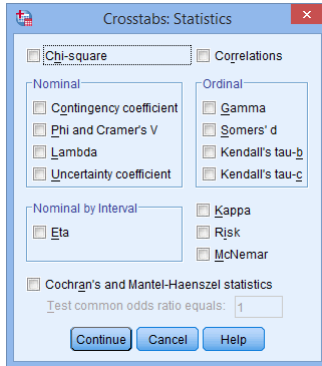 Crosstabs: Statistics
Chi-square
Correlations
Nominal
Contingency coefficient
Phi and Cramer's V
Lambda
Uncertainty coefficient
Ordinal
Gamma
Somers' d
Kendall's tau-b
Kendall's tau-c
Nominal by Interval
Eta
Kappa
Risk
McNemar
Cochran's and Mantel-Haenszel statistics
Test common odds ratio equals: 1
Continue Cancel Help